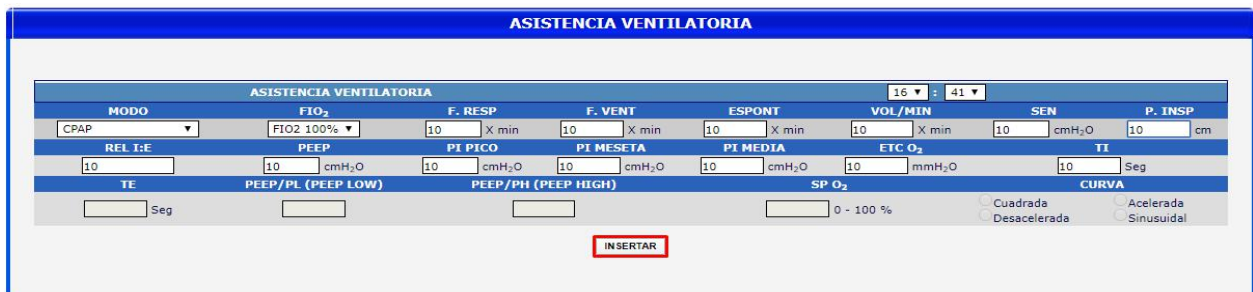 ASISTENCIA VENTILATORIA
ASISTENCIA VENTILATORIA 16 : 41
MODO FIO₂ F. RESP F. VENT ESPONT VOL/MIN SEN P. INSP
CPAP FIO2 100% 10 X min 10 X min 10 X min 10 X min 10 cmH₂O 10 cm
REL I:E PEEP PI PICO PI MESETA PI MEDIA ETC O₂ TI
10 10 cmH₂O 10 cmH₂O 10 cmH₂O 10 cmH₂O 10 mmH₂O 10 Seg
TE PEEP/PL (PEEP LOW) PEEP/PH (PEEP HIGH) SP O₂ CURVA
Seg 0 - 100 % Cuadrada Acelerada
Desacelerada Sinusuidal
INSERTAR